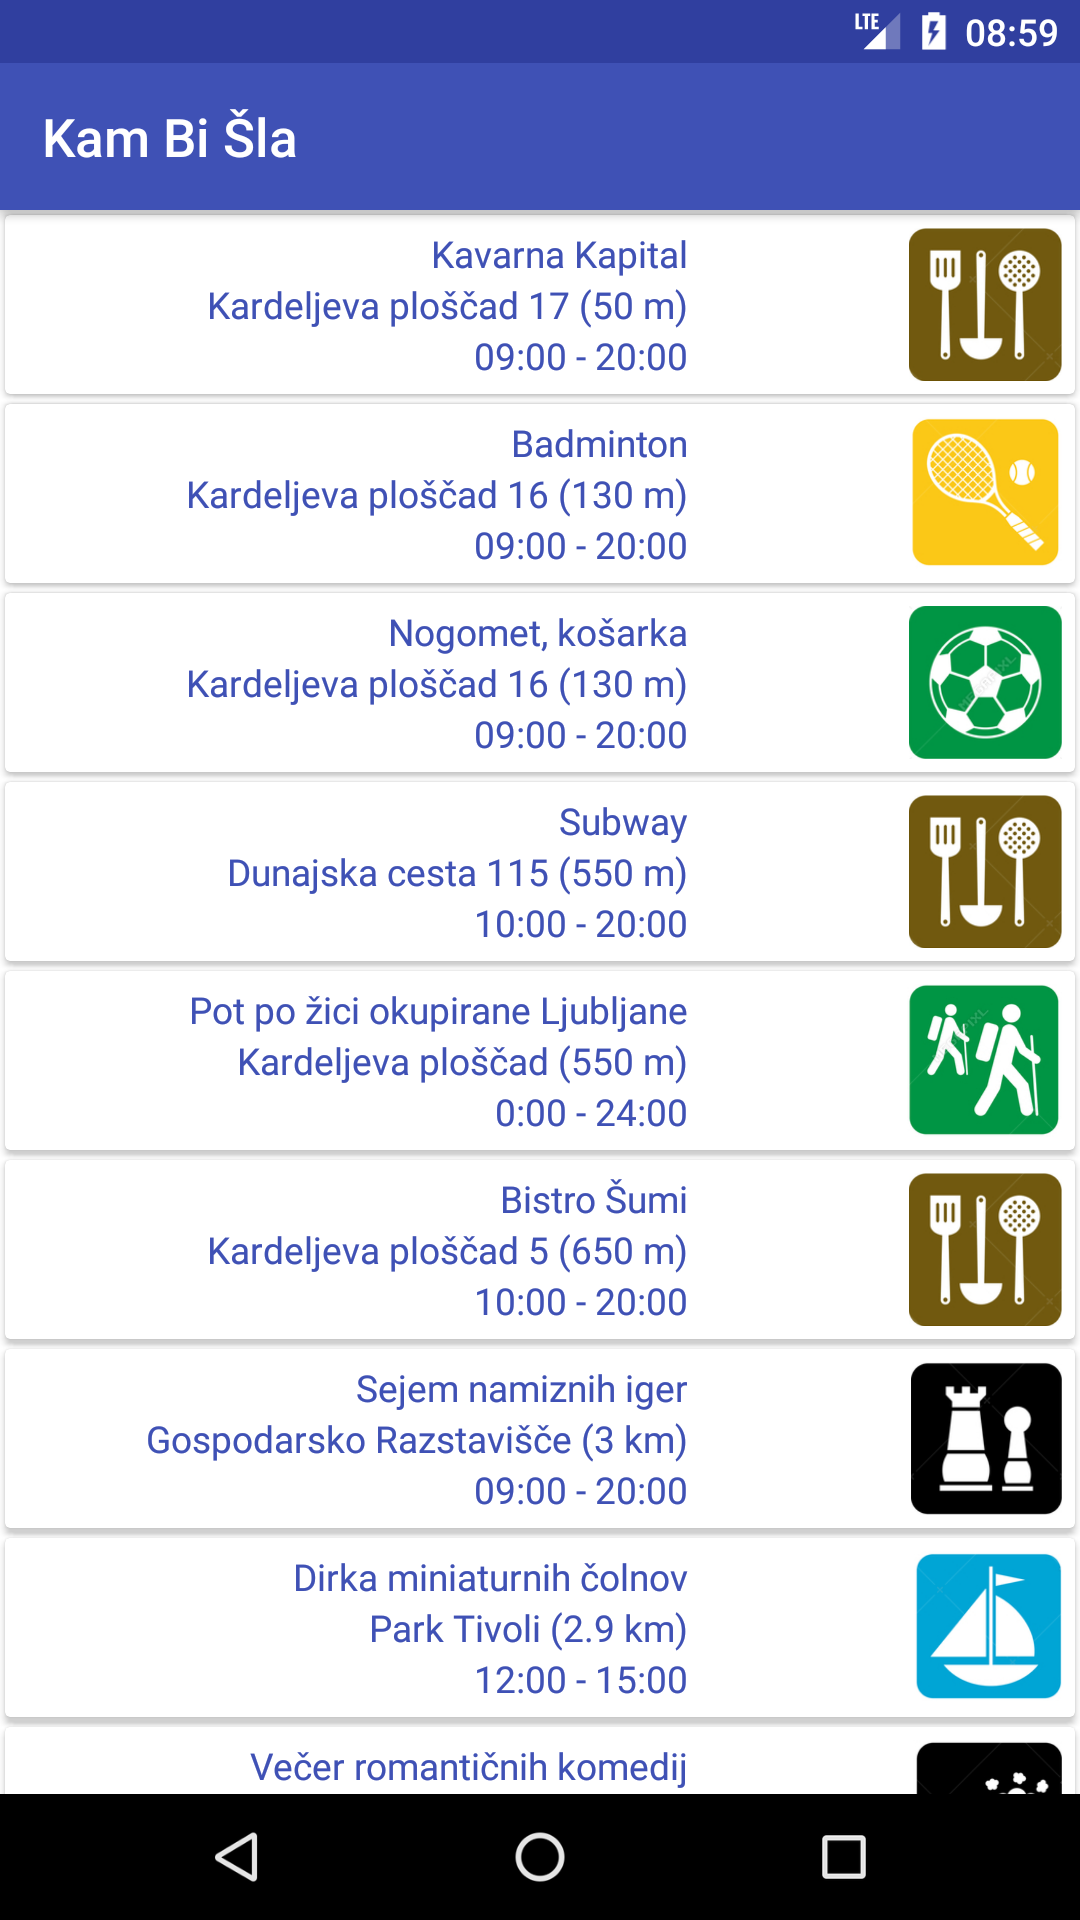 LTE 08:59
Kam Bi Šla
Kavarna Kapital
Kardeljeva ploščad 17 (50 m)
09:00 - 20:00
Badminton
Kardeljeva ploščad 16 (130 m)
09:00 - 20:00
Nogomet, košarka
Kardeljeva ploščad 16 (130 m)
09:00 - 20:00
Subway
Dunajska cesta 115 (550 m)
10:00 - 20:00
Pot po žici okupirane Ljubljane
Kardeljeva ploščad (550 m)
0:00 - 24:00
Bistro Šumi
Kardeljeva ploščad 5 (650 m)
10:00 - 20:00
Sejem namiznih iger
Gospodarsko Razstavišče (3 km)
09:00 - 20:00
Dirka miniaturnih čolnov
Park Tivoli (2.9 km)
12:00 - 15:00
Večer romantičnih komedij